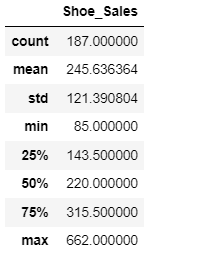 Shoe_Sales
count 187.000000
mean 245.636364
std 121.390804
min 85.000000
25% 143.500000
50% 220.000000
75% 315.500000
max 662.000000